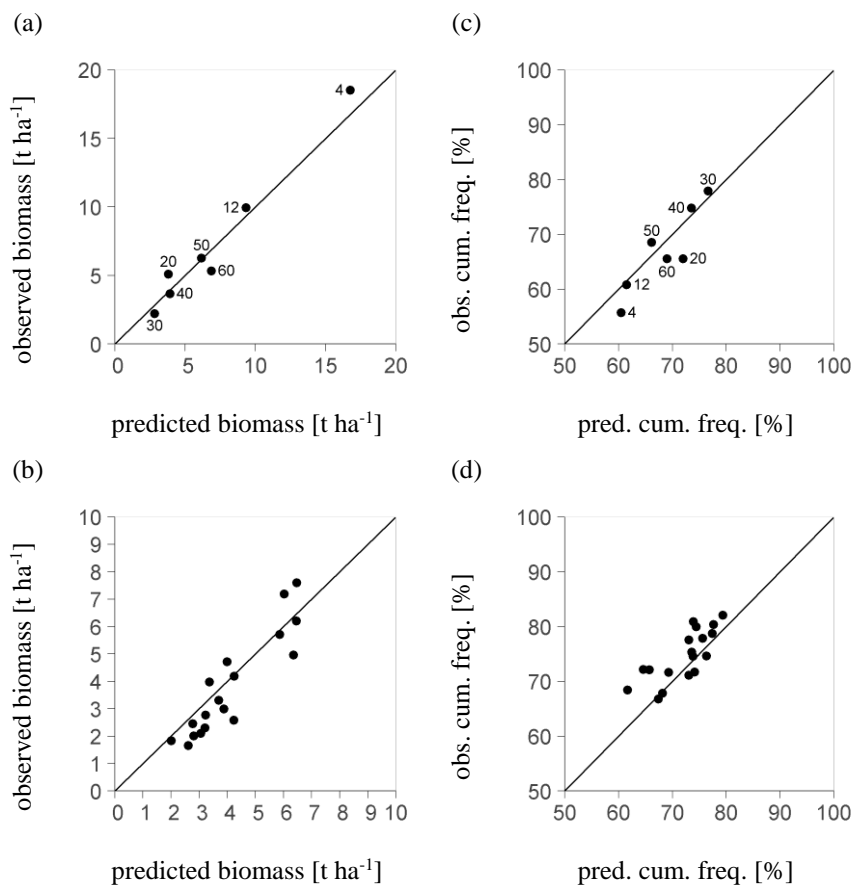 (a)
20
15
10
5
0
0 5 10 15 20
4
12
50
20
60
40
30
observed biomass [t ha-1]
predicted biomass [t ha-1]
(c)
100
90
80
70
60
50
50 60 70 80 90 100
30
40
50
60
20
12
4
obs. cum. freq. [%]
pred. cum. freq. [%]
(b)
10
9
8
7
6
5
4
3
2
1
0
0 1 2 3 4 5 6 7 8 9 10
observed biomass [t ha-1]
predicted biomass [t ha-1]
(d)
100
90
80
70
60
50
50 60 70 80 90 100
obs. cum. freq. [%]
pred. cum. freq. [%]